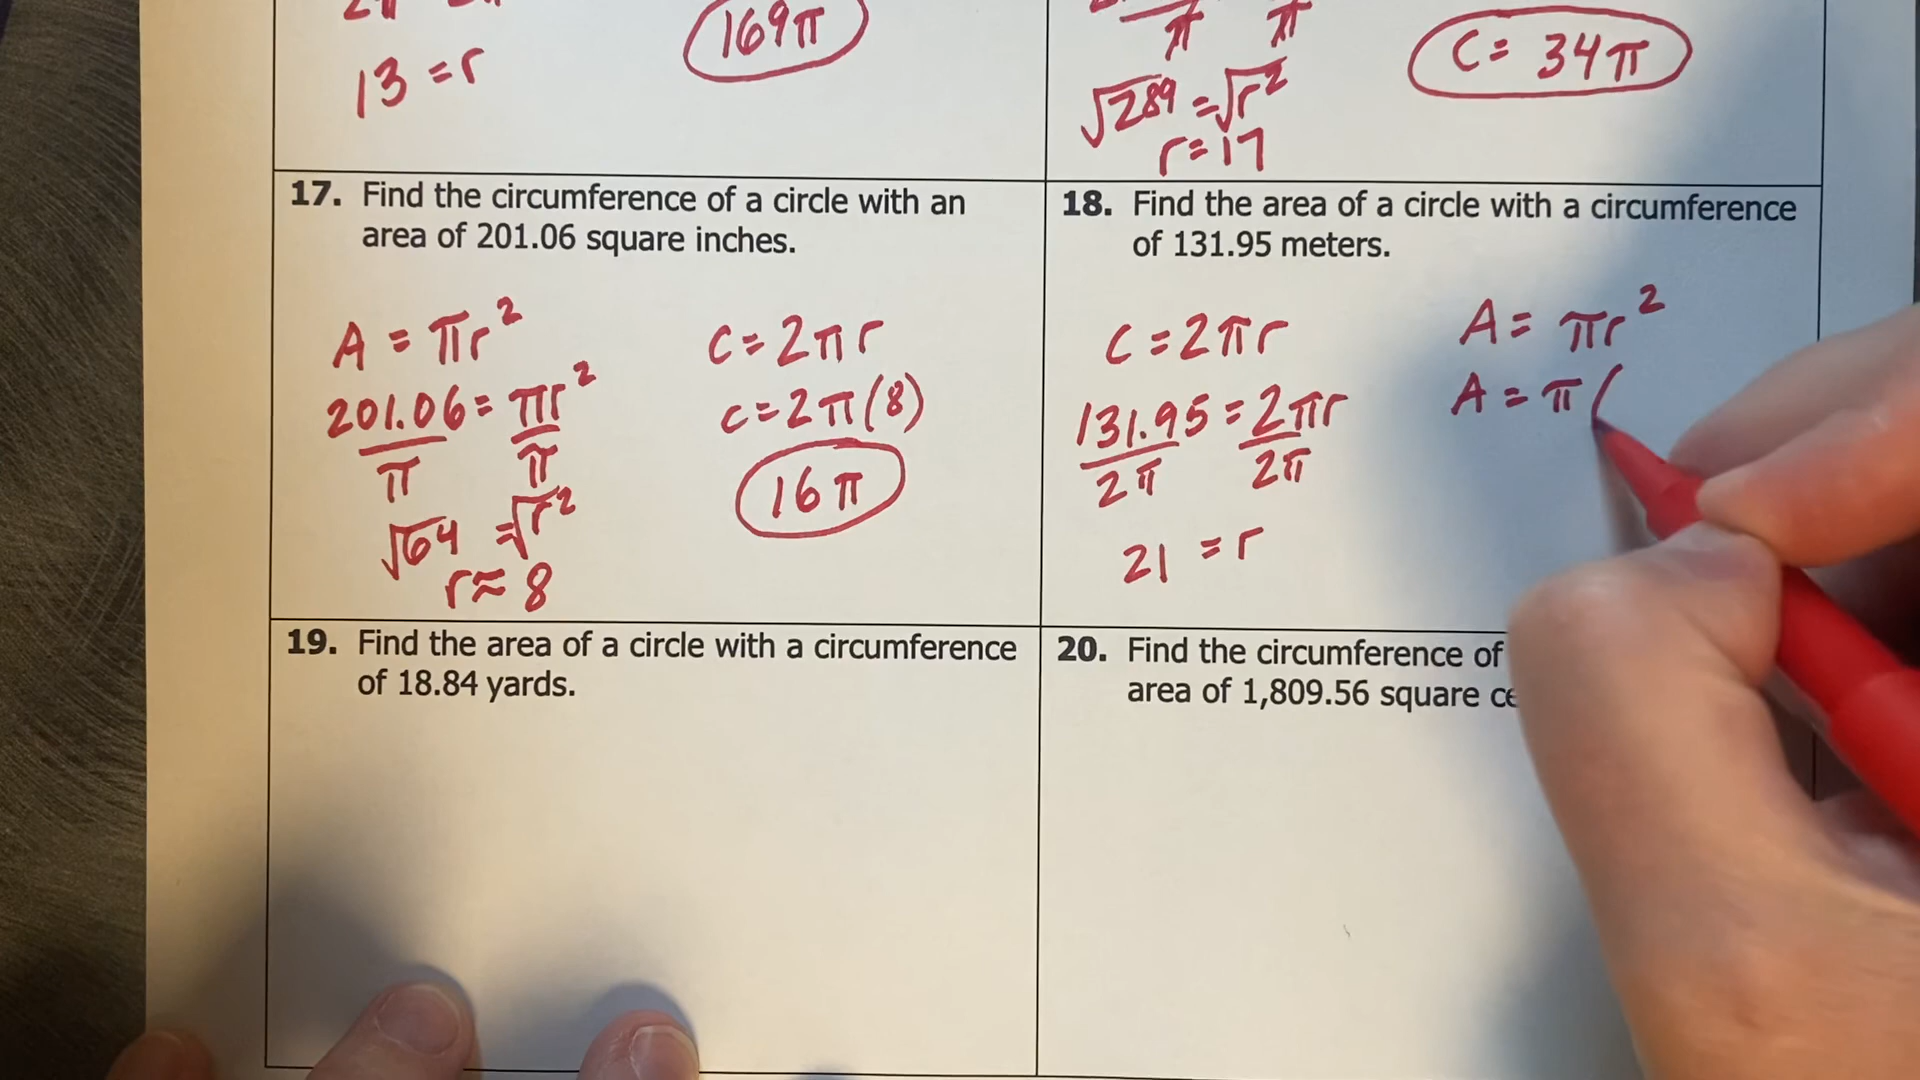 169π
13 = r
π π
√289 = √r²
r = 17
C = 34π
17. Find the circumference of a circle with an
area of 201.06 square inches.
A = πr²
201.06 = πr²
π π
√64 = √r²
r ≈ 8
C = 2πr
C = 2π(8)
16π
18. Find the area of a circle with a circumference
of 131.95 meters.
C = 2πr
131.95 = 2πr
2π 2π
21 = r
A = πr²
A = π(
19. Find the area of a circle with a circumference
of 18.84 yards.
20. Find the circumference of
area of 1,809.56 square